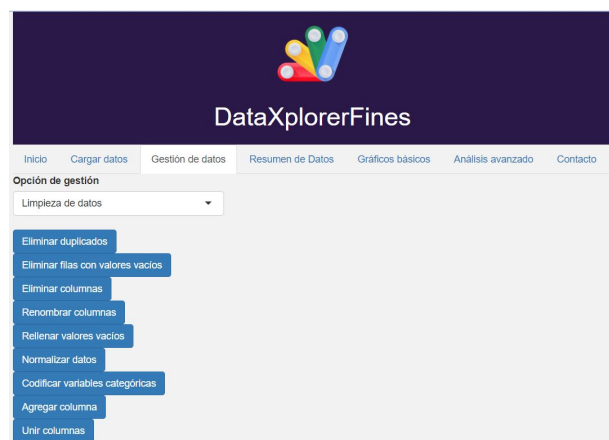 DataXplorerFines
Inicio Cargar datos Gestión de datos Resumen de Datos Gráficos básicos Análisis avanzado Contacto
Opción de gestión
Limpieza de datos
Eliminar duplicados
Eliminar filas con valores vacíos
Eliminar columnas
Renombrar columnas
Rellenar valores vacíos
Normalizar datos
Codificar variables categóricas
Agregar columna
Unir columnas